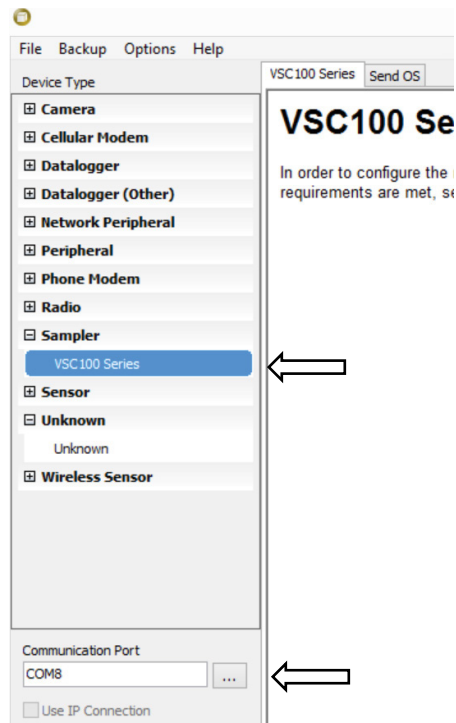 File Backup Options Help
Device Type
Camera
Cellular Modem
Datalogger
Datalogger (Other)
Network Peripheral
Peripheral
Phone Modem
Radio
Sampler
VSC100 Series
Sensor
Unknown
Unknown
Wireless Sensor
Communication Port
COM8
...
Use IP Connection
VSC100 Series Send OS
VSC100 Se
In order to configure the
requirements are met, se